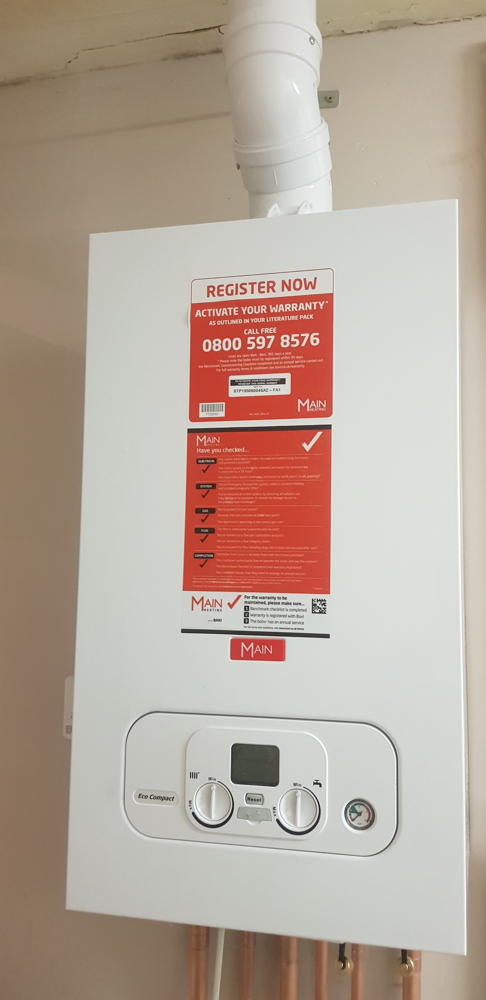 REGISTER NOW
ACTIVATE YOUR WARRANTY*
AS OUTLINED IN YOUR LITERATURE PACK
CALL FREE
0800 597 8576
Lines are open 8am - 8pm, 365 days a year.
* Please note the boiler must be registered within 30 days,
the Benchmark Commissioning Checklist completed and an annual service carried out.
For full warranty terms & conditions see baxi.co.uk/warranty
TO ACTIVATE YOUR FREE WARRANTY
REGISTER THIS SERIAL NUMBER
SER No.
STP195060045AC – FA1
7729392
MAIN
HEATING
MAIN
HEATING
Have you checked...
ELECTRICAL
Any cables are properly routed, secured and sealed using the clamps
and grommets provided?
The mains supply to the boiler, whether permanent or switched live,
is protected by a 3A fuse?
Electrical safety (earth continuity, resistance to earth, short circuit, polarity)?
SYSTEM
You've thoroughly flushed the system, added a suitable inhibitor
and installed a magnetic filter?
You've removed air in the system, by ensuring all radiators are
fully bled prior to operation, to ensure no damage occurs to
the primary heat exchanger?
GAS
You've purged the gas supply?
Dynamic inlet gas pressure at boiler test point?
The appliance is operating at the correct gas rate?
FLUE
The flue is adequately supported and secured?
You've carried out a flue gas combustion analysis?
You've carried out a flue integrity check?
You've ensured the flue sampling plugs are in place and secured after use?
COMPLETION
The boiler front cover is securely fixed with the screws provided?
Your customer understands how to operate the boiler and use the controls?
The Benchmark checklist is completed and warranty registered?
Your customer knows that they need to arrange an annual service?
Please ensure the boiler is installed in accordance with the installation instructions provided and regulations
adhered to. Call the Baxi Technical Helpline on 0844 871 1525 for any further advice.
To register the warranty visit www.baxi.co.uk/registration
MAIN
HEATING
BAXI
For the warranty to be
maintained, please make sure...
1 Benchmark checklist is completed
2 Warranty is registered with Baxi
3 The boiler has an annual service
For full terms and conditions, visit www.baxi.co.uk/terms
MAIN
Eco Compact
Min
Max
Reset
Min
Max
bar